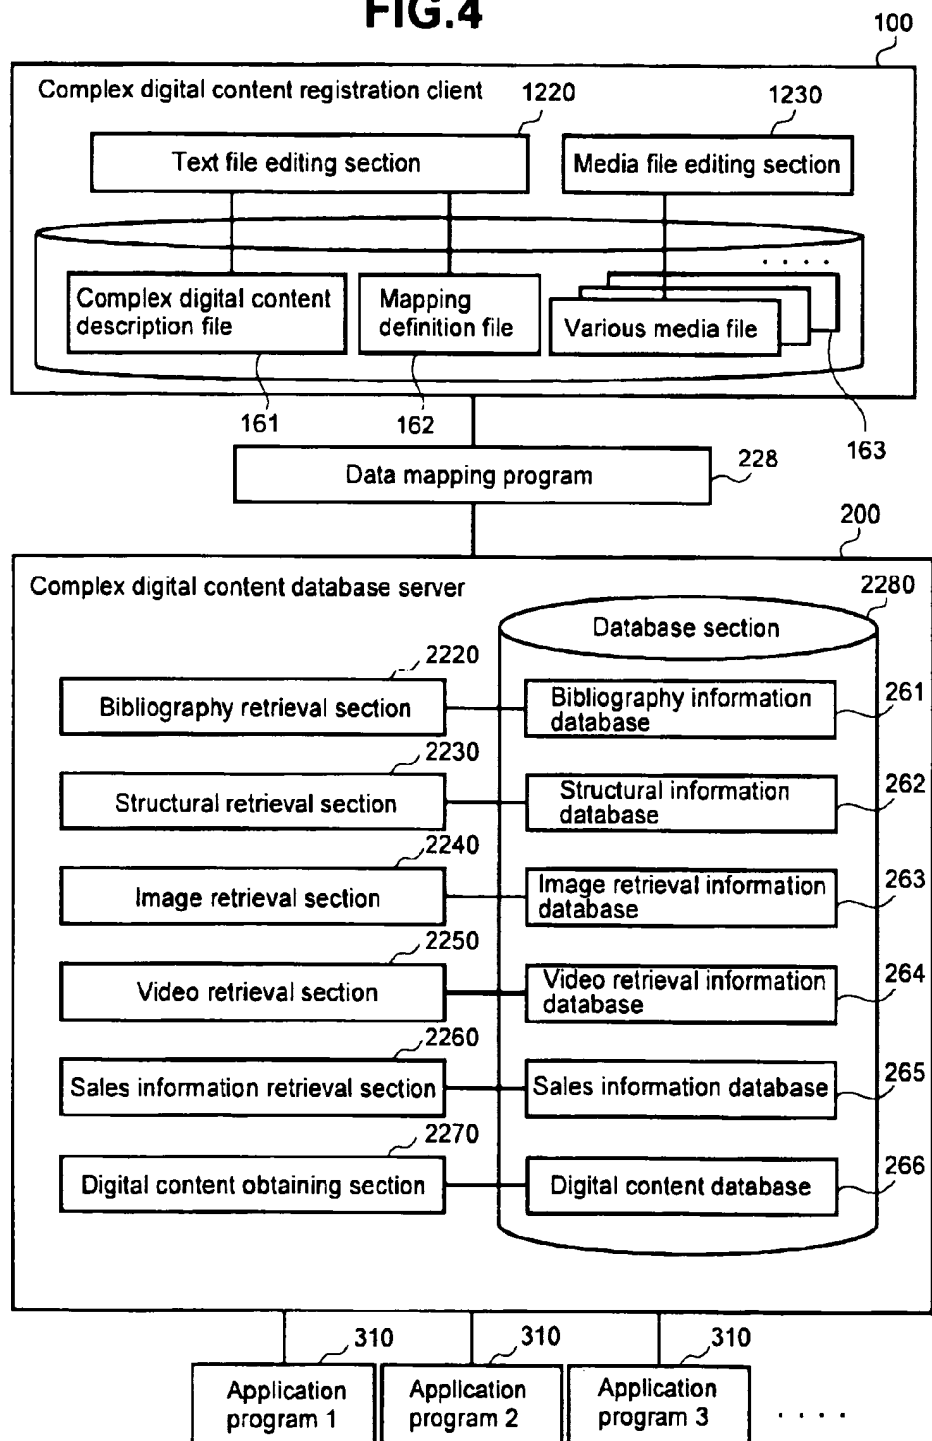 FIG.4
100
Complex digital content registration client
1220
1230
Text file editing section
Media file editing section
. . . .
Complex digital content
description file
Mapping
definition file
Various media file
161
162
163
Data mapping program
228
200
Complex digital content database server
2280
Database section
2220
Bibliography retrieval section
Bibliography information
database
261
2230
Structural retrieval section
Structural information
database
262
2240
Image retrieval section
Image retrieval information
database
263
2250
Video retrieval section
Video retrieval information
database
264
2260
Sales information retrieval section
Sales information database
265
2270
Digital content obtaining section
Digital content database
266
310
310
310
Application
program 1
Application
program 2
Application
program 3
. . . .